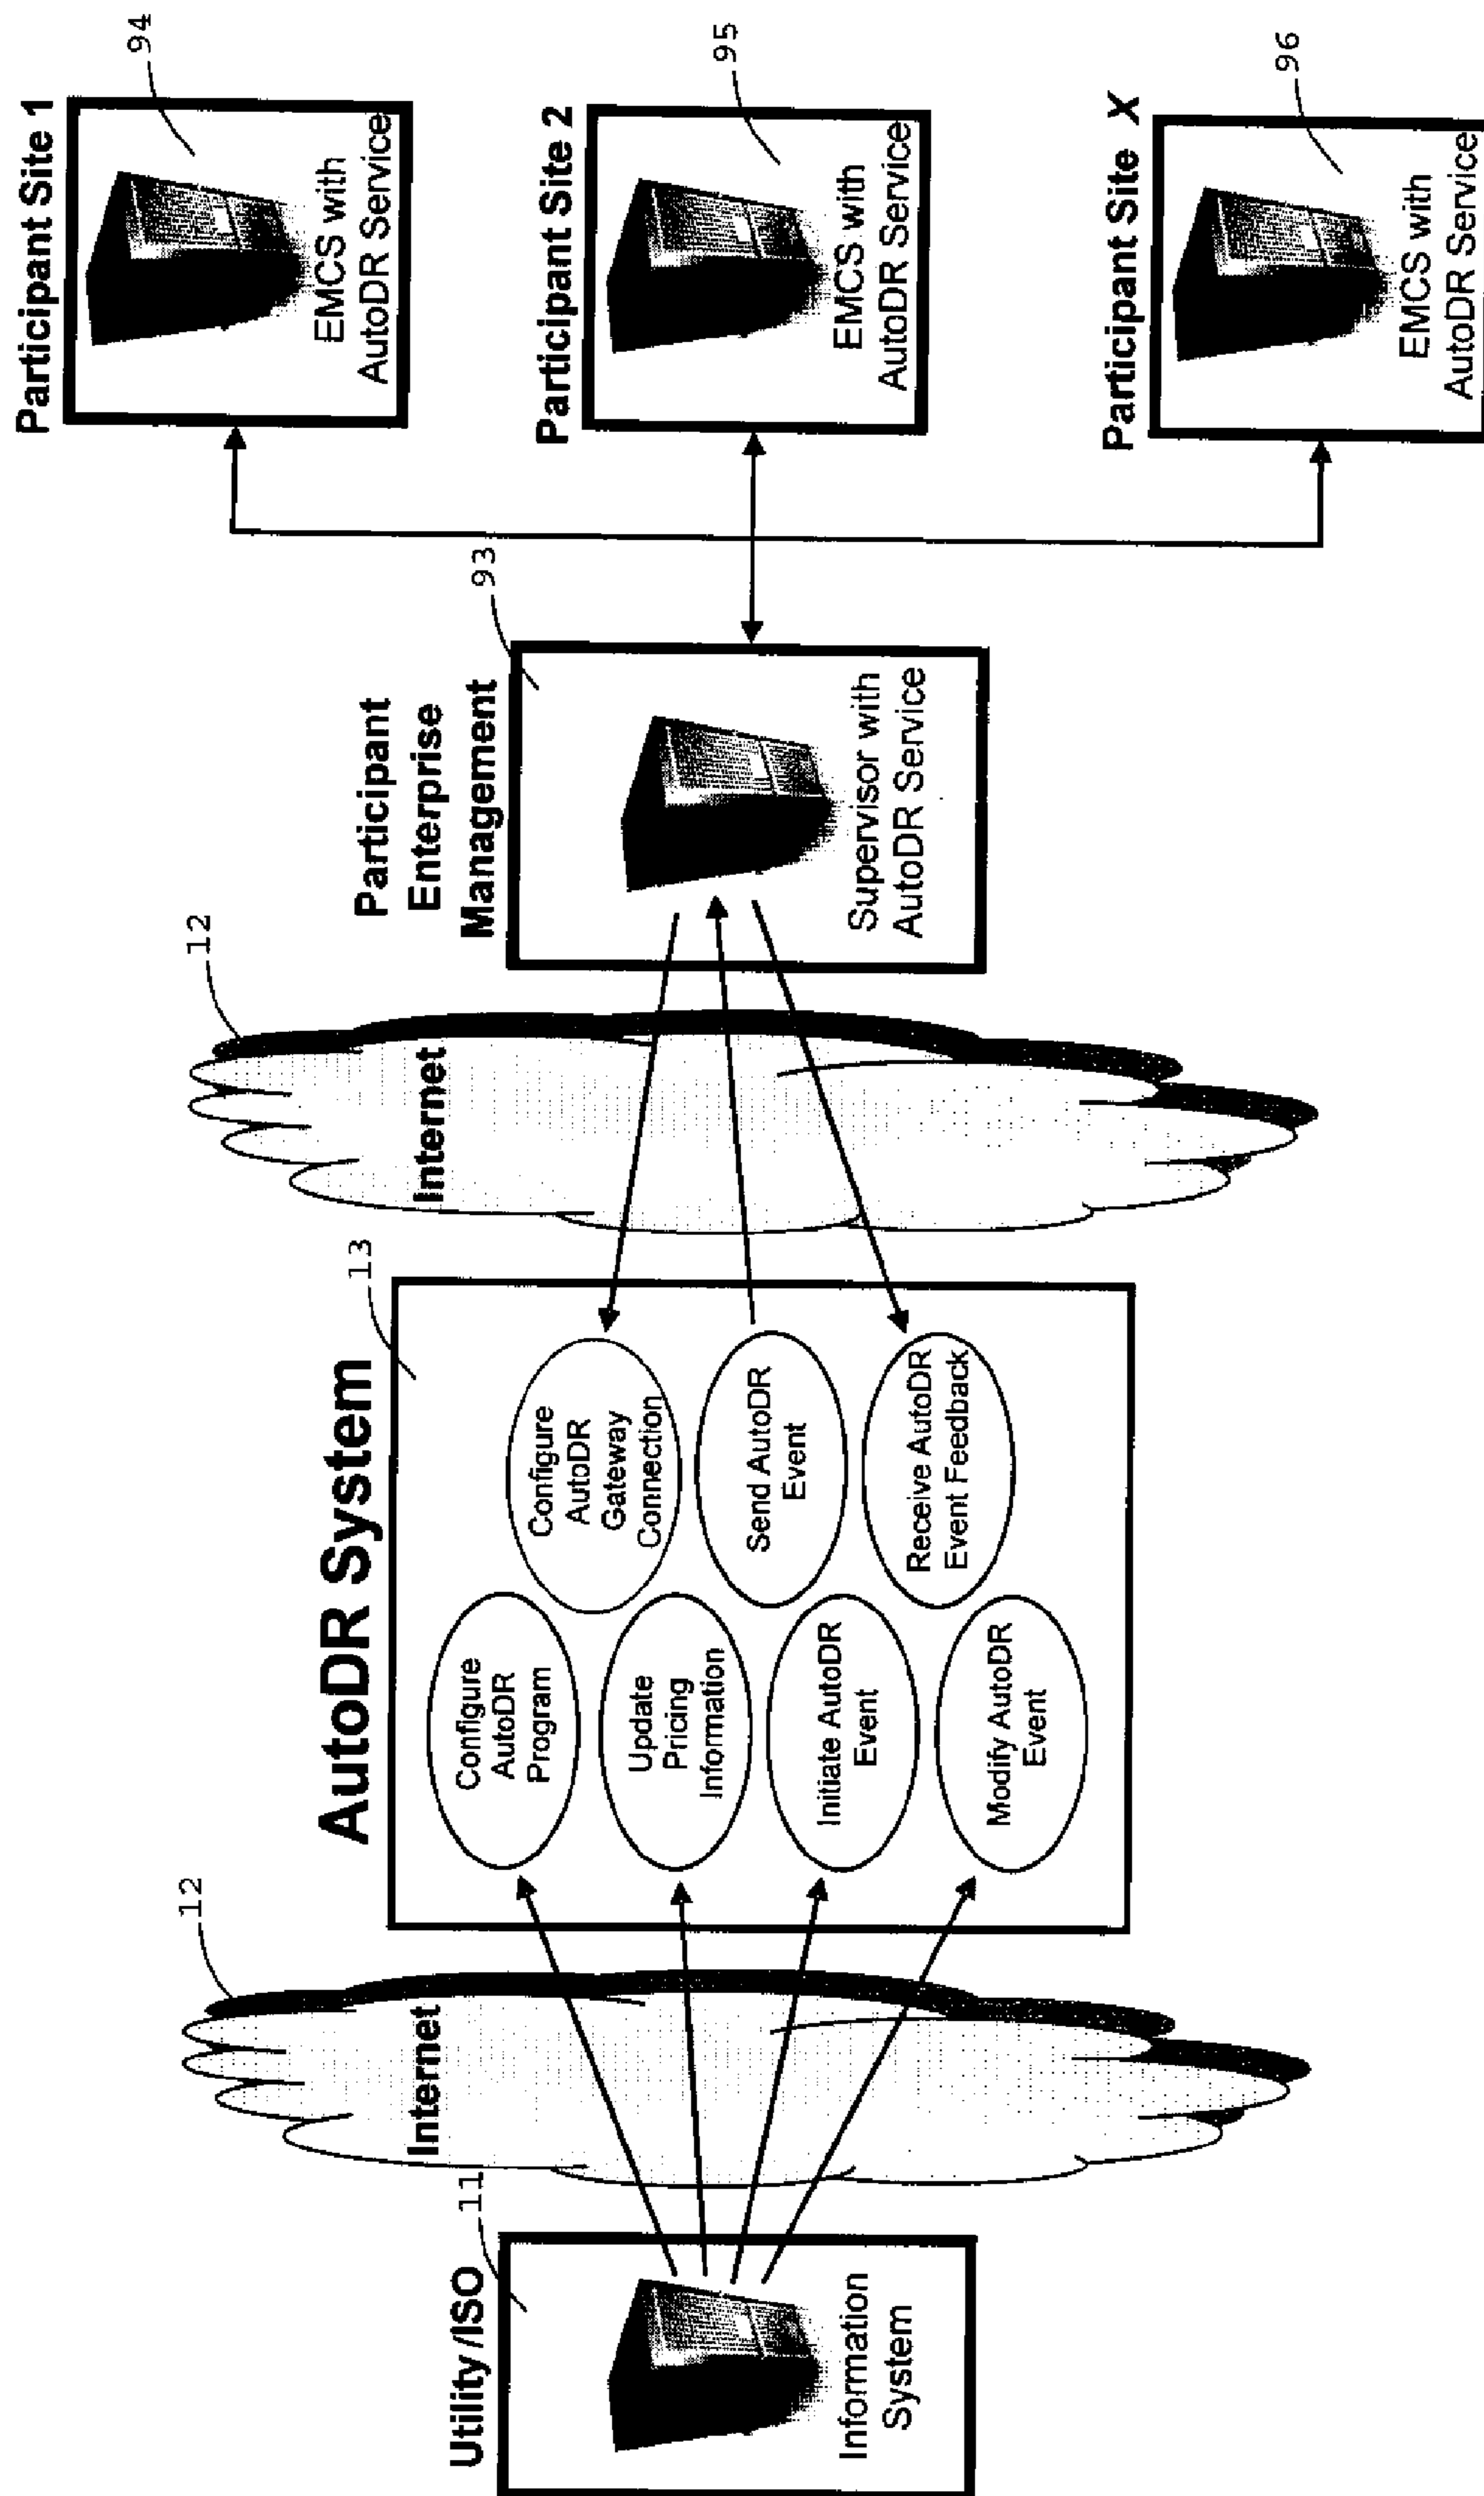 Utility/ISO
11
Information
System
12
Internet
AutoDR System
13
Configure
AutoDR
Program
Update
Pricing
Information
Initiate AutoDR
Event
Modify AutoDR
Event
Configure
AutoDR
Gateway
Connection
Send AutoDR
Event
Receive AutoDR
Event Feedback
12
Internet
Participant
Enterprise
Management
93
Supervisor with
AutoDR Service
Participant Site 1
94
EMCS with
AutoDR Service
Participant Site 2
95
EMCS with
AutoDR Service
Participant Site X
96
EMCS with
AutoDR Service